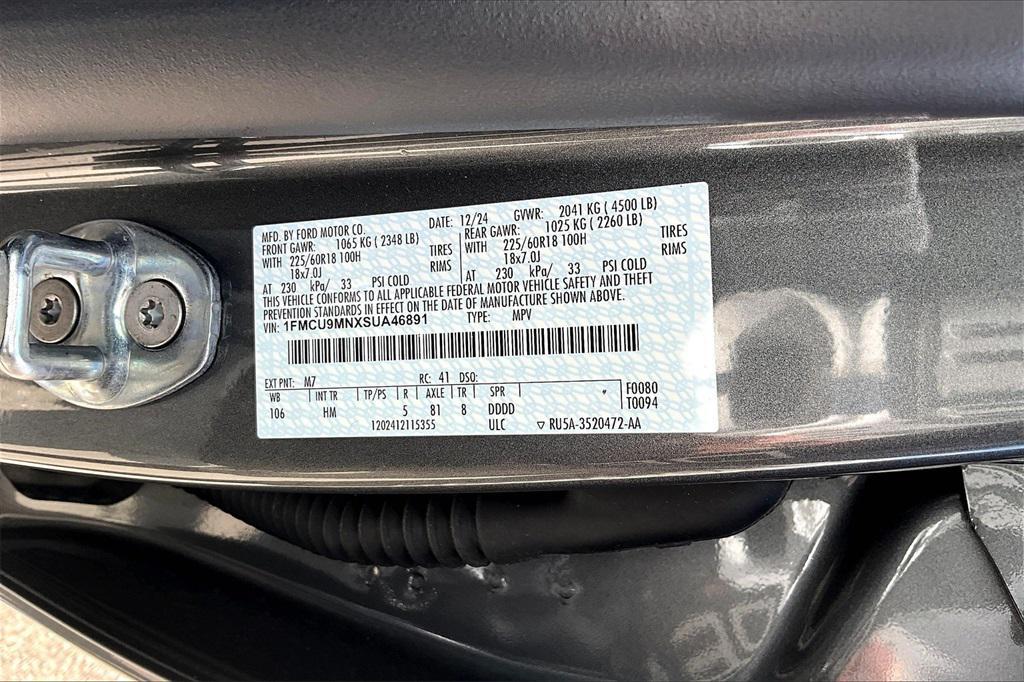 MFD. BY FORD MOTOR CO. DATE: 12/24 GVWR: 2041 KG ( 4500 LB)
FRONT GAWR: 1065 KG ( 2348 LB) REAR GAWR: 1025 KG ( 2260 LB)
WITH 225/60R18 100H TIRES WITH 225/60R18 100H TIRES
18x7.0J RIMS 18x7.0J RIMS
AT 230 kPa/ 33 PSI COLD AT 230 kPa/ 33 PSI COLD
THIS VEHICLE CONFORMS TO ALL APPLICABLE FEDERAL MOTOR VEHICLE SAFETY AND THEFT
PREVENTION STANDARDS IN EFFECT ON THE DATE OF MANUFACTURE SHOWN ABOVE.
VIN: 1FMCU9MNXSUA46891 TYPE: MPV
EXT PNT: M7 RC: 41 DSO:
WB INT TR TP/PS R AXLE TR SPR * F0080
106 HM 5 81 8 DDDD T0094
1202412115355 ULC ▽ RU5A-3520472-AA